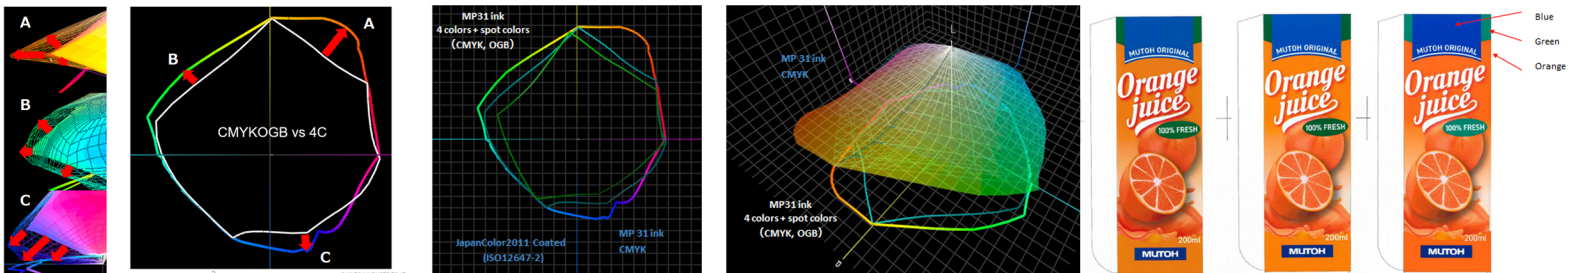 A
B
C
A
B
CMYKOGB vs 4C
C
MP31 ink
4 colors + spot colors
(CMYK, OGB)
JapanColor2011 Coated
(ISO12647-2)
MP 31 ink
CMYK
MP 31 ink
CMYK
L
MP31 ink
4 colors + spot colors
(CMYK, OGB)
MUTOH ORIGINAL
Orange
juice
100% FRESH
200ml
MUTOH
MUTOH ORIGINAL
Orange
juice
100% FRESH
200ml
MUTOH
MUTOH ORIGINAL
Orange
juice
100% FRESH
200ml
MUTOH
Blue
Green
Orange